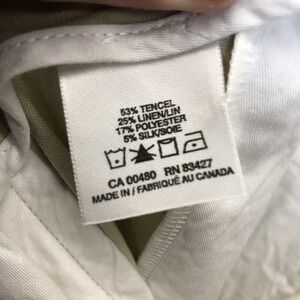 53% TENCEL
25% LINEN/LIN
17% POLYESTER
5% SILK/SOIE
CA 00480 RN 83427
MADE IN / FABRIQUÉ AU CANADA